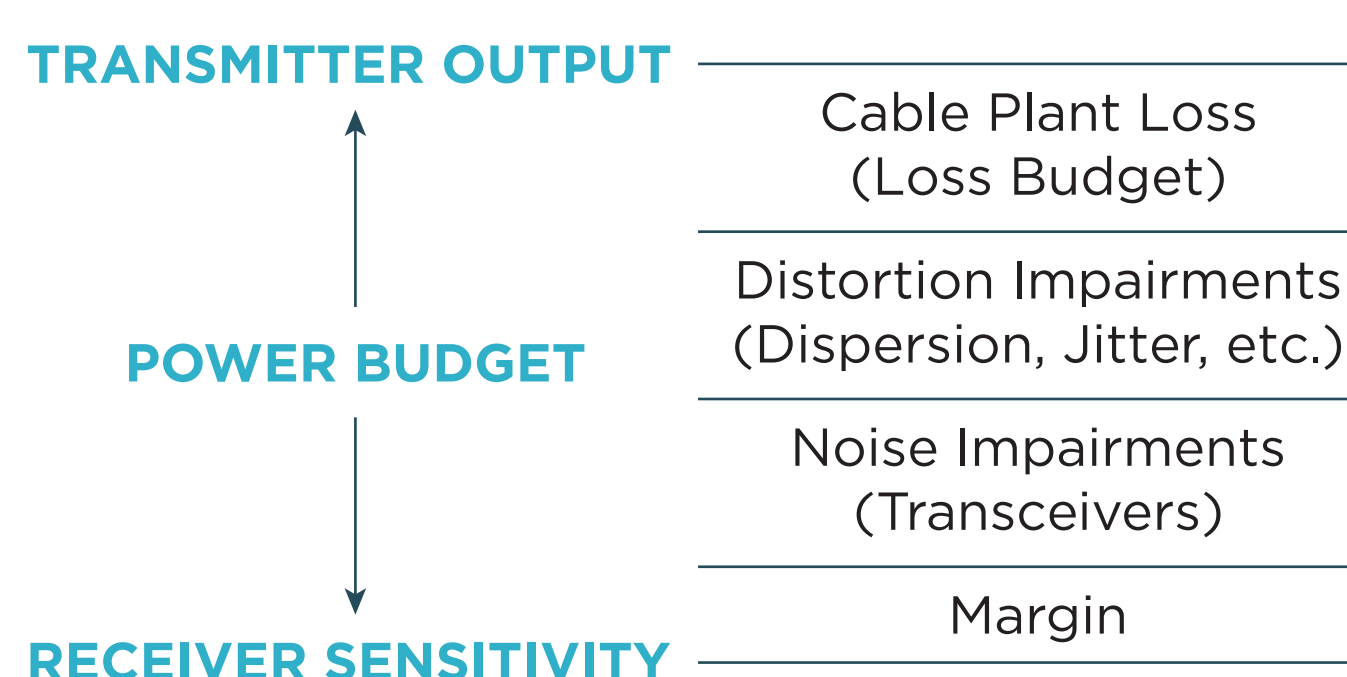 TRANSMITTER OUTPUT
Cable Plant Loss
(Loss Budget)
Distortion Impairments
(Dispersion, Jitter, etc.)
POWER BUDGET
Noise Impairments
(Transceivers)
Margin
RECEIVER SENSITIVITY